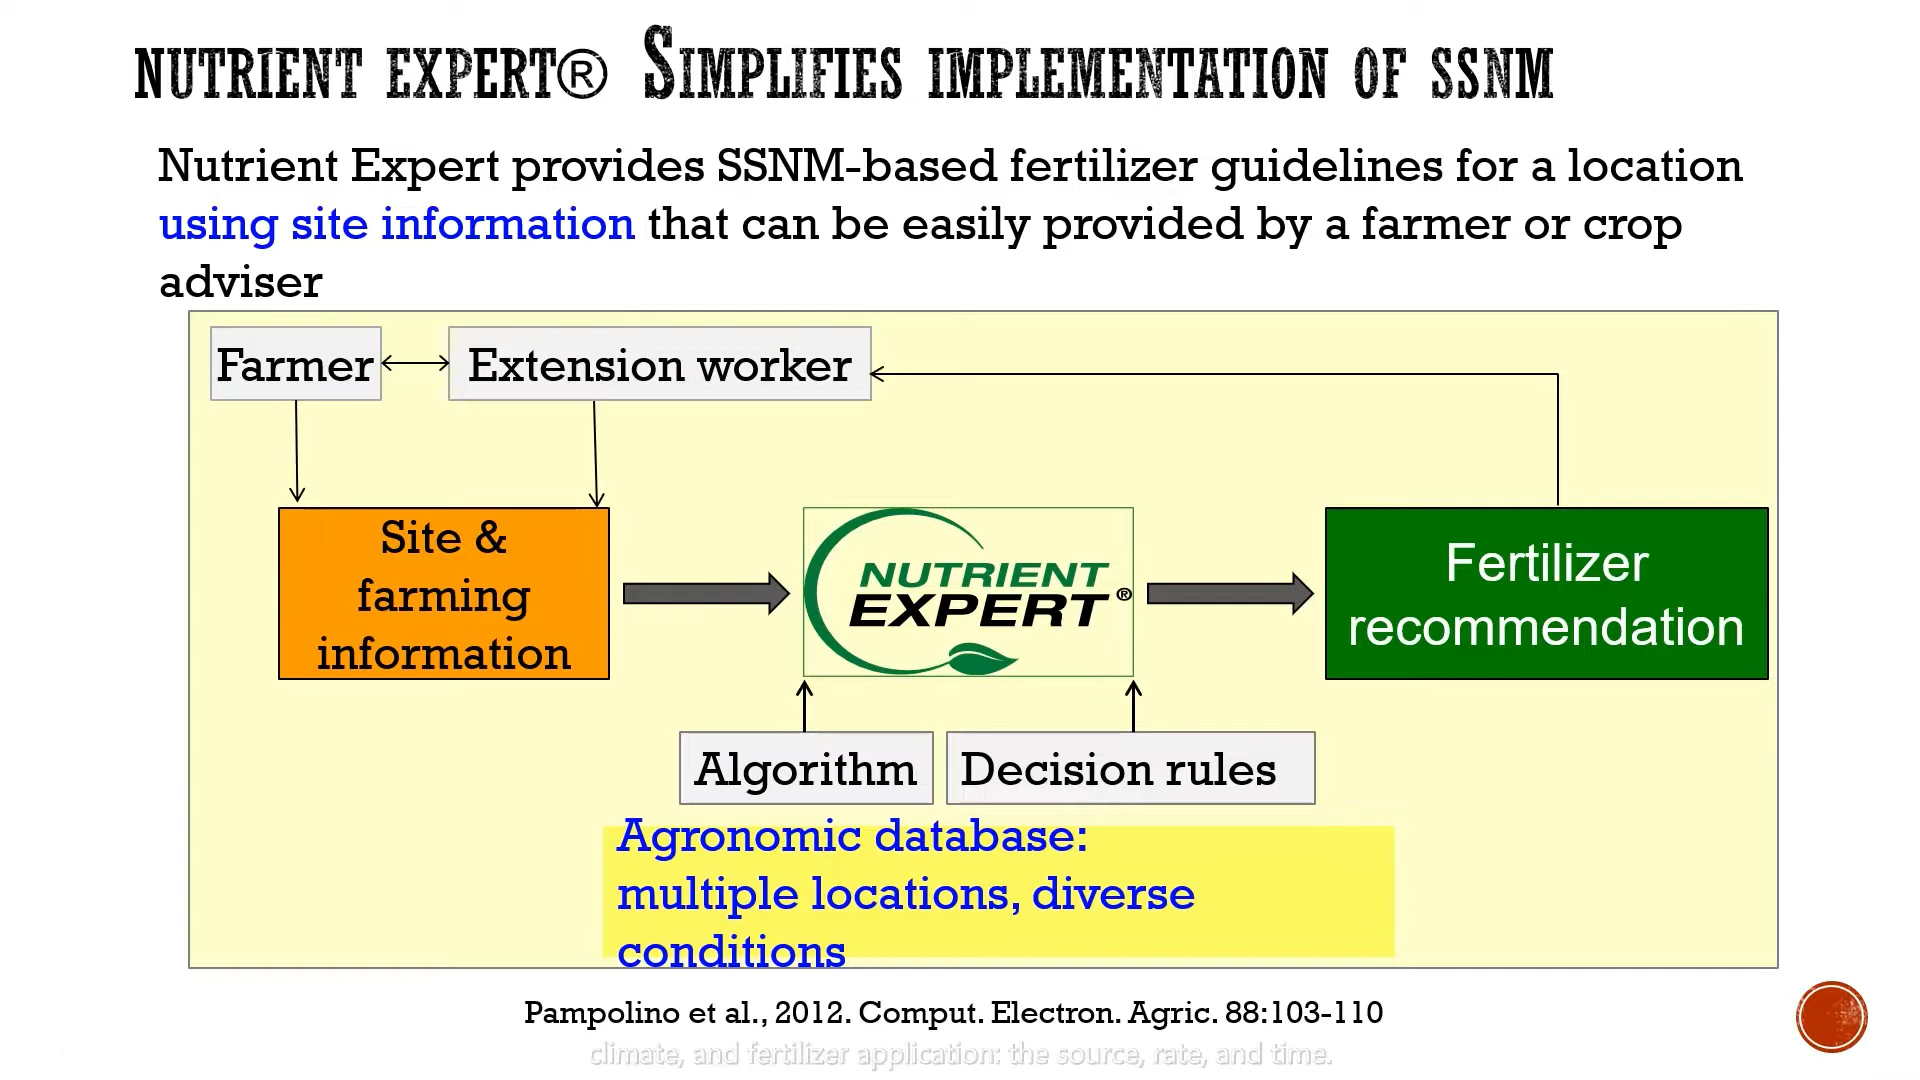 NUTRIENT EXPERT® SIMPLIFIES IMPLEMENTATION OF SSNM
Nutrient Expert provides SSNM-based fertilizer guidelines for a location
using site information that can be easily provided by a farmer or crop
adviser
Farmer
Extension worker
Site &
farming
information
NUTRIENT
EXPERT®
Fertilizer
recommendation
Algorithm
Decision rules
Agronomic database:
multiple locations, diverse
conditions
Pampolino et al., 2012. Comput. Electron. Agric. 88:103-110
climate, and fertilizer application: the source, rate, and time.